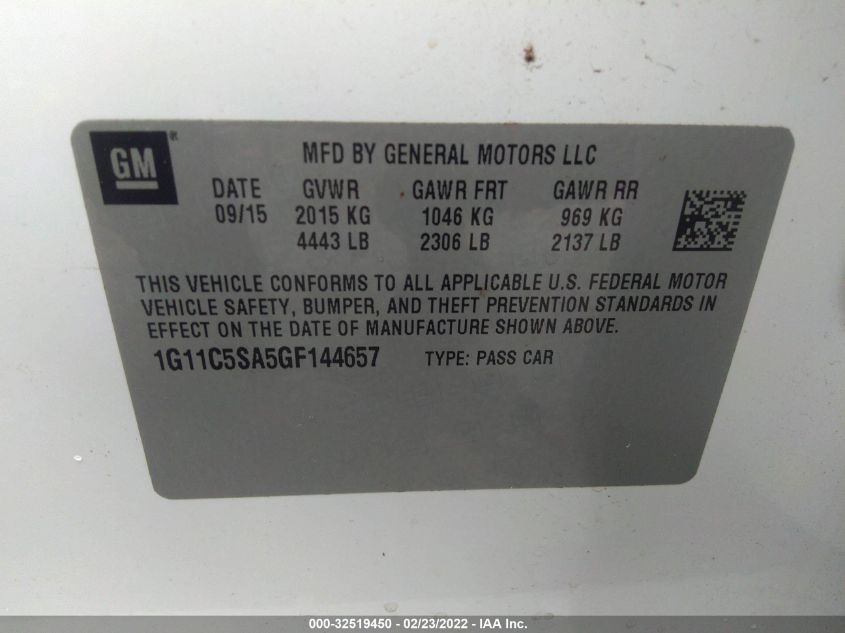 GM®
MFD BY GENERAL MOTORS LLC
DATE GVWR GAWR FRT GAWR RR
09/15 2015 KG 1046 KG 969 KG
4443 LB 2306 LB 2137 LB
THIS VEHICLE CONFORMS TO ALL APPLICABLE U.S. FEDERAL MOTOR
VEHICLE SAFETY, BUMPER, AND THEFT PREVENTION STANDARDS IN
EFFECT ON THE DATE OF MANUFACTURE SHOWN ABOVE.
1G11C5SA5GF144657 TYPE: PASS CAR
000-32519450 - 02/23/2022 - IAA Inc.